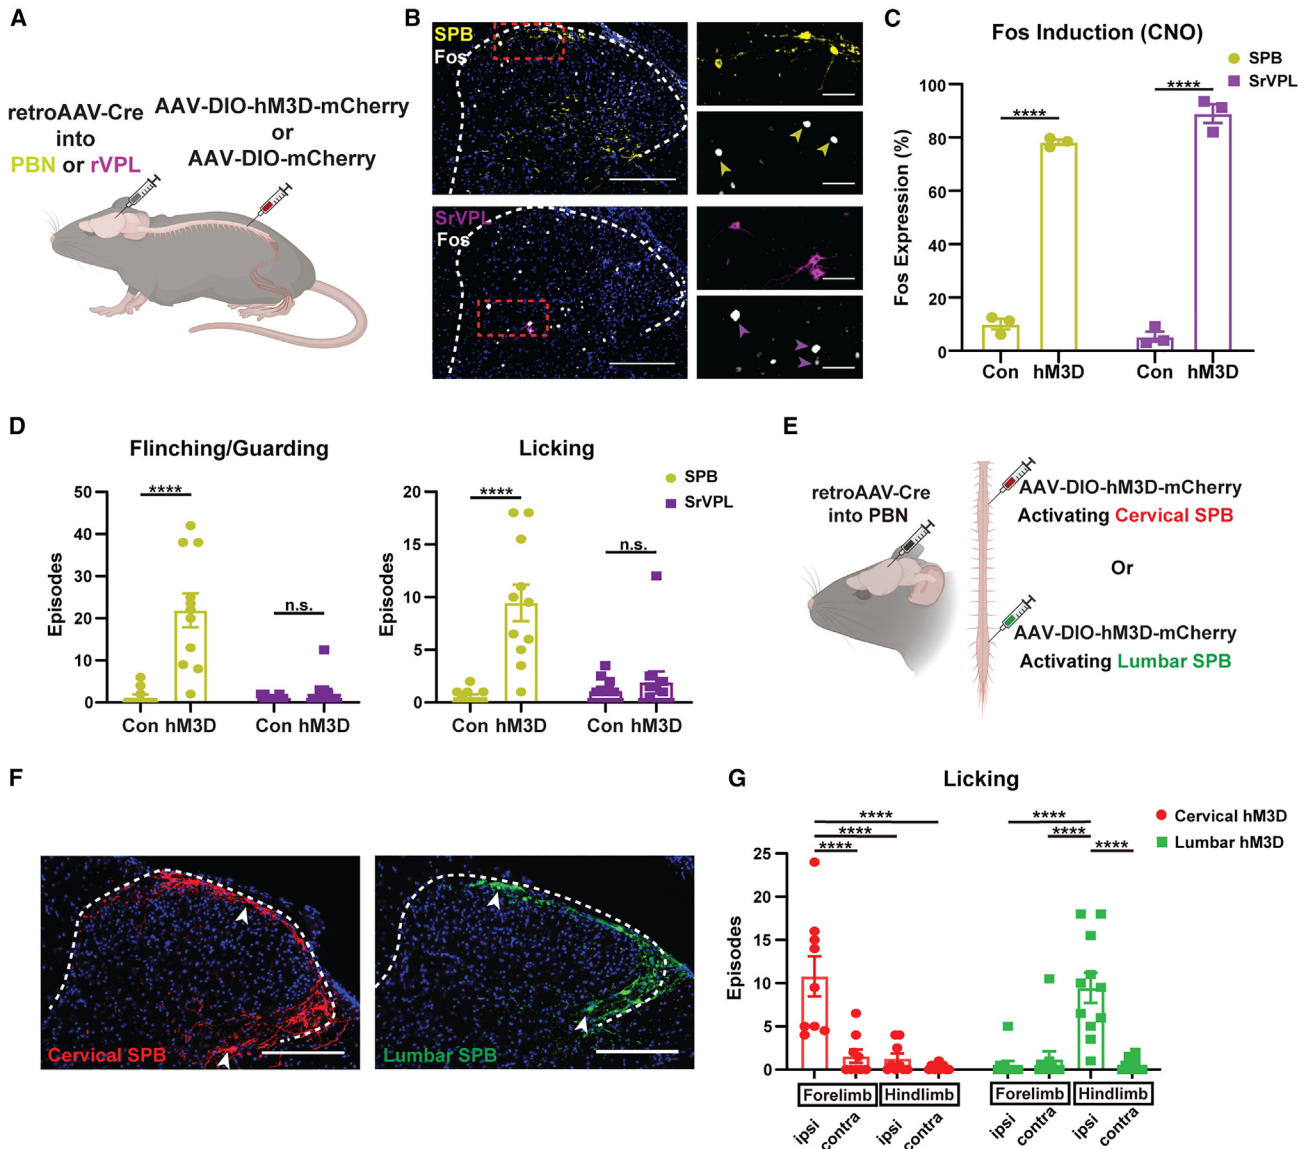 A
retroAAV-Cre
into
PBN or rVPL
AAV-DIO-hM3D-mCherry
or
AAV-DIO-mCherry
B
SPB
Fos
SrVPL
Fos
C
Fos Induction (CNO)
SPB
SrVPL
****
****
Fos Expression (%)
100
80
60
40
20
0
Con hM3D Con hM3D
D
Flinching/Guarding
Episodes
50
40
30
20
10
0
****
n.s.
Con hM3D Con hM3D
Licking
SPB
SrVPL
Episodes
20
15
10
5
0
****
n.s.
Con hM3D Con hM3D
E
retroAAV-Cre
into PBN
AAV-DIO-hM3D-mCherry
Activating Cervical SPB
Or
AAV-DIO-hM3D-mCherry
Activating Lumbar SPB
F
Cervical SPB
Lumbar SPB
G
Licking
Cervical hM3D
Lumbar hM3D
****
****
****
****
****
****
Episodes
25
20
15
10
5
0
Forelimb Hindlimb Forelimb Hindlimb
ipsi contra ipsi contra ipsi contra ipsi contra